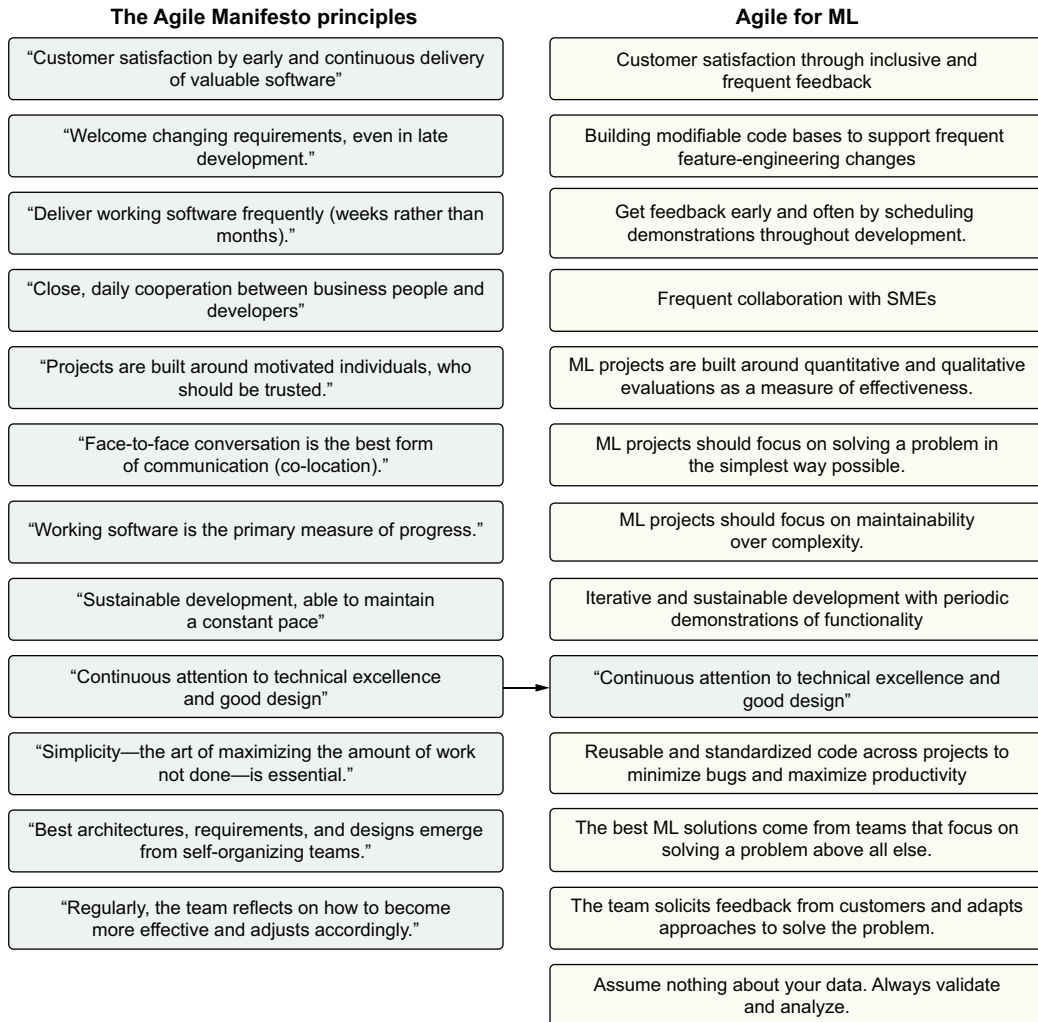 The Agile Manifesto principles
“Customer satisfaction by early and continuous delivery
of valuable software”
“Welcome changing requirements, even in late
development.”
“Deliver working software frequently (weeks rather than
months).”
“Close, daily cooperation between business people and
developers”
“Projects are built around motivated individuals, who
should be trusted.”
“Face-to-face conversation is the best form
of communication (co-location).”
“Working software is the primary measure of progress.”
“Sustainable development, able to maintain
a constant pace”
“Continuous attention to technical excellence
and good design”
“Simplicity—the art of maximizing the amount of work
not done—is essential.”
“Best architectures, requirements, and designs emerge
from self-organizing teams.”
“Regularly, the team reflects on how to become
more effective and adjusts accordingly.”
Agile for ML
Customer satisfaction through inclusive and
frequent feedback
Building modifiable code bases to support frequent
feature-engineering changes
Get feedback early and often by scheduling
demonstrations throughout development.
Frequent collaboration with SMEs
ML projects are built around quantitative and qualitative
evaluations as a measure of effectiveness.
ML projects should focus on solving a problem in
the simplest way possible.
ML projects should focus on maintainability
over complexity.
Iterative and sustainable development with periodic
demonstrations of functionality
“Continuous attention to technical excellence and
good design”
Reusable and standardized code across projects to
minimize bugs and maximize productivity
The best ML solutions come from teams that focus on
solving a problem above all else.
The team solicits feedback from customers and adapts
approaches to solve the problem.
Assume nothing about your data. Always validate
and analyze.